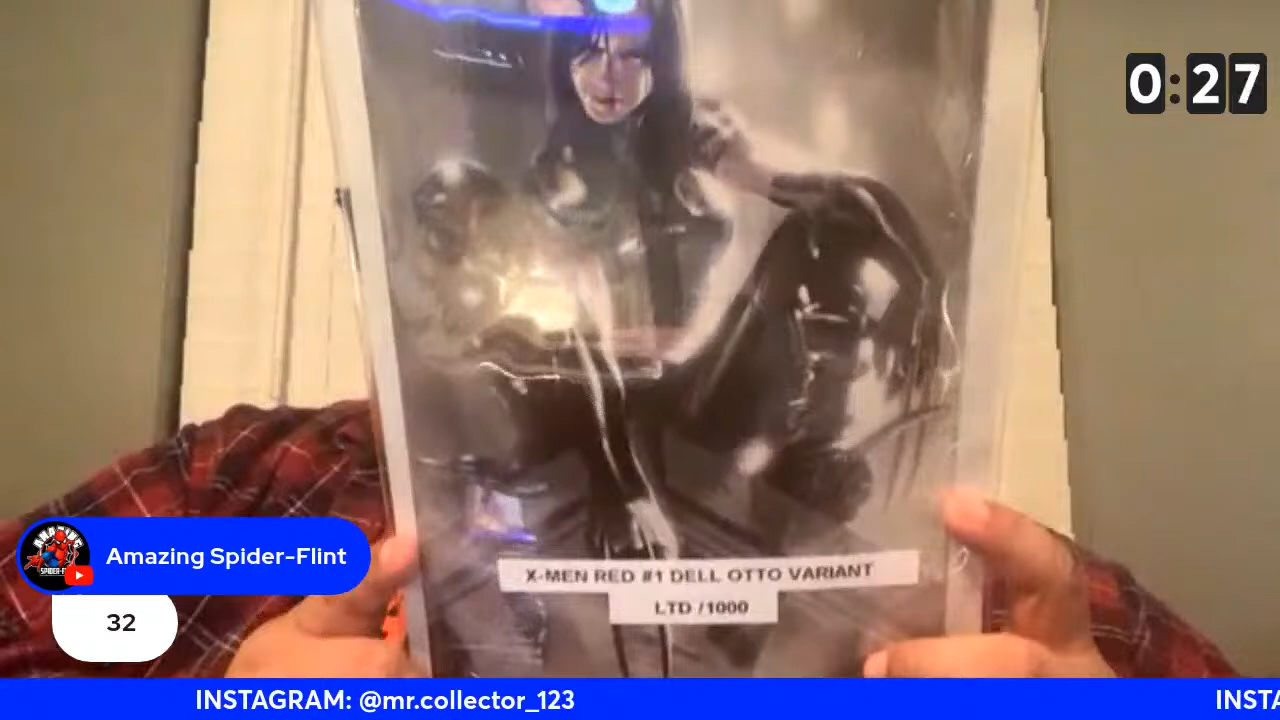 0:27
Amazing Spider-Flint
32
X-MEN RED #1 DELL OTTO VARIANT
LTD /1000
INSTAGRAM: @mr.collector_123
INSTA